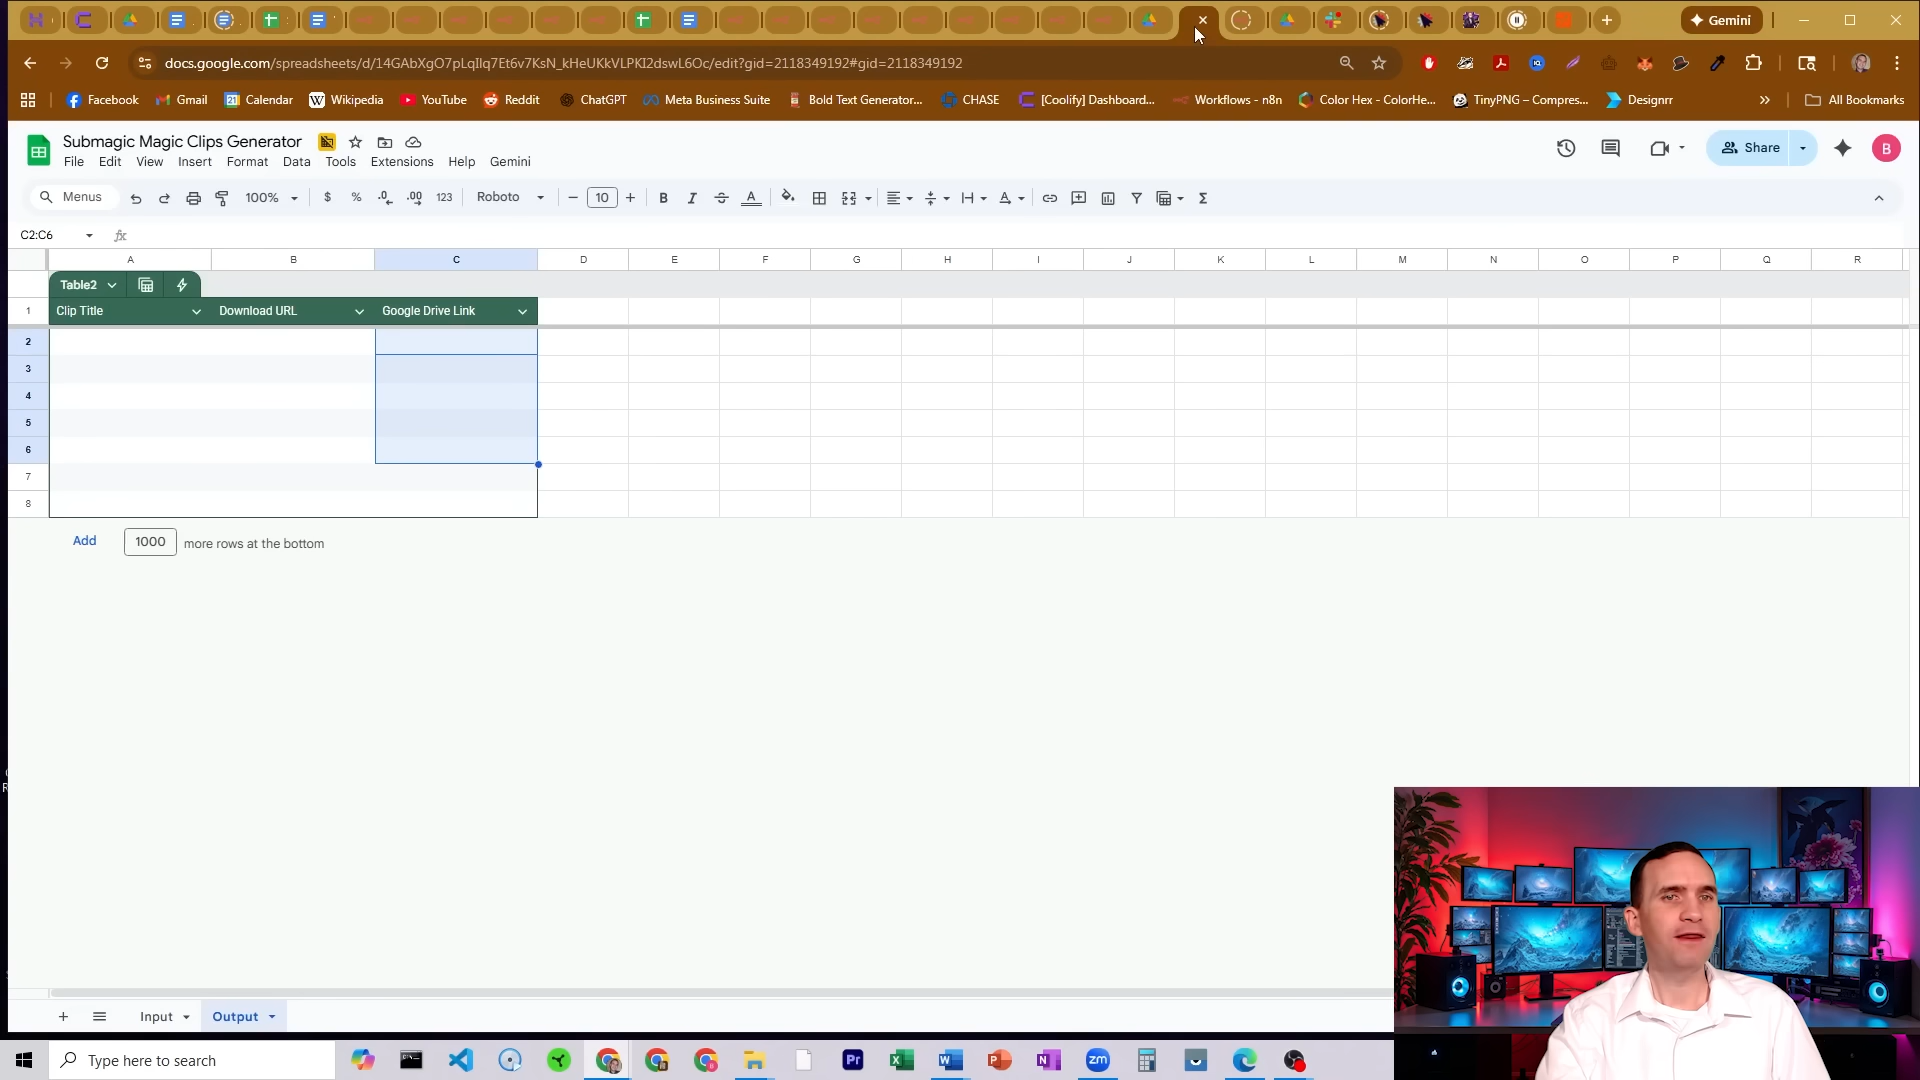 Gemini
docs.google.com/spreadsheets/d/14GAbXgO7pLqIlq7Et6v7KsN_kHeUKkVLPKI2dswL6Oc/edit?gid=2118349192#gid=2118349192
Facebook Gmail Calendar Wikipedia YouTube Reddit ChatGPT Meta Business Suite Bold Text Generator... CHASE [Coolify] Dashboard... Workflows - n8n Color Hex - ColorHe... TinyPNG – Compres... Designrr » All Bookmarks
Submagic Magic Clips Generator
File Edit View Insert Format Data Tools Extensions Help Gemini
Share
B
Menus 100% $ % .0 .00 123 Roboto − 10 + B I A Σ
C2:C6 fx
A B C D E F G H I J K L M N O P Q R
Table2
1 Clip Title Download URL Google Drive Link
2
3
4
5
6
7
8
Add 1000 more rows at the bottom
+ Input Output
Type here to search Pr zm